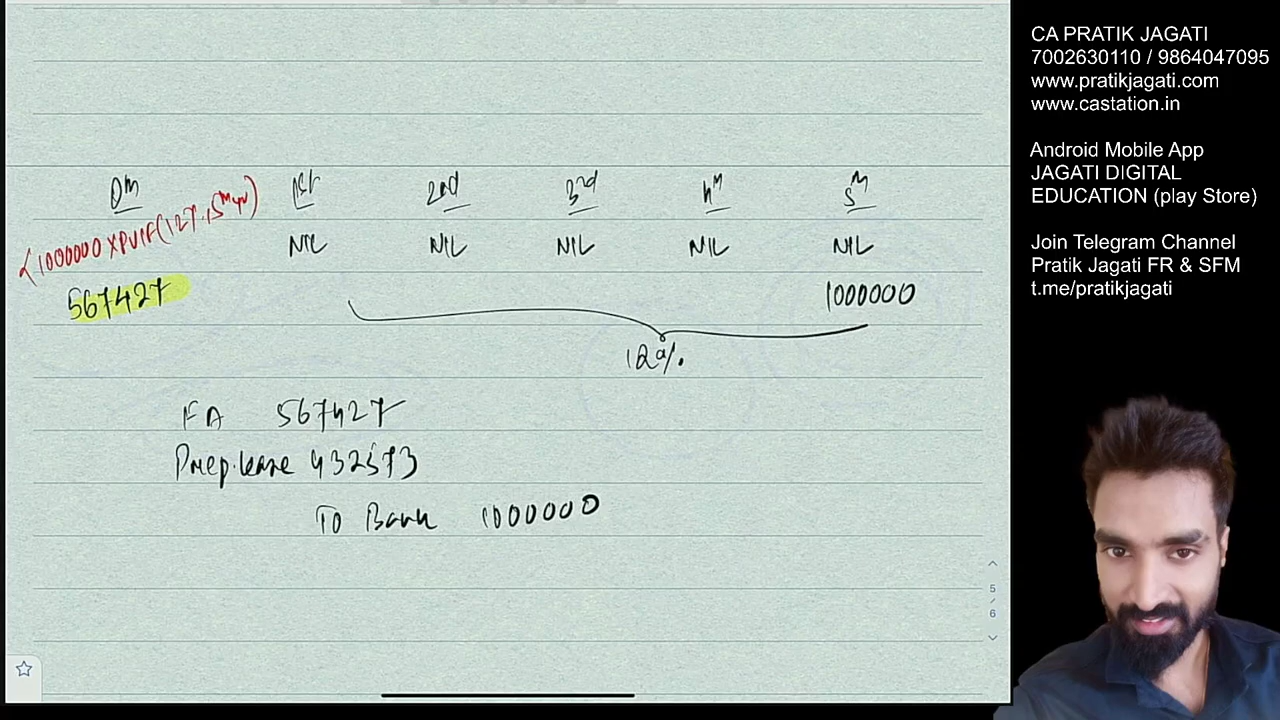 0th 1st 2nd 3rd 4th 5th
(1000000 X PVIF(12%, 5th yr)
NIL NIL NIL NIL NIL
567427 1000000
12%
FA 567427
Prep. lease 432573
To Bank 1000000
5
/
6
CA PRATIK JAGATI
7002630110 / 9864047095
www.pratikjagati.com
www.castation.in
Android Mobile App
JAGATI DIGITAL
EDUCATION (play Store)
Join Telegram Channel
Pratik Jagati FR & SFM
t.me/pratikjagati